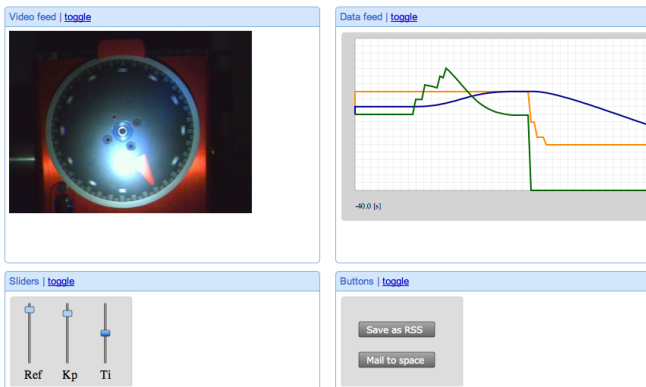 Video feed | toggle
Data feed | toggle
-40.0 [s]
Sliders | toggle
Ref Kp Ti
Buttons | toggle
Save as RSS
Mail to space